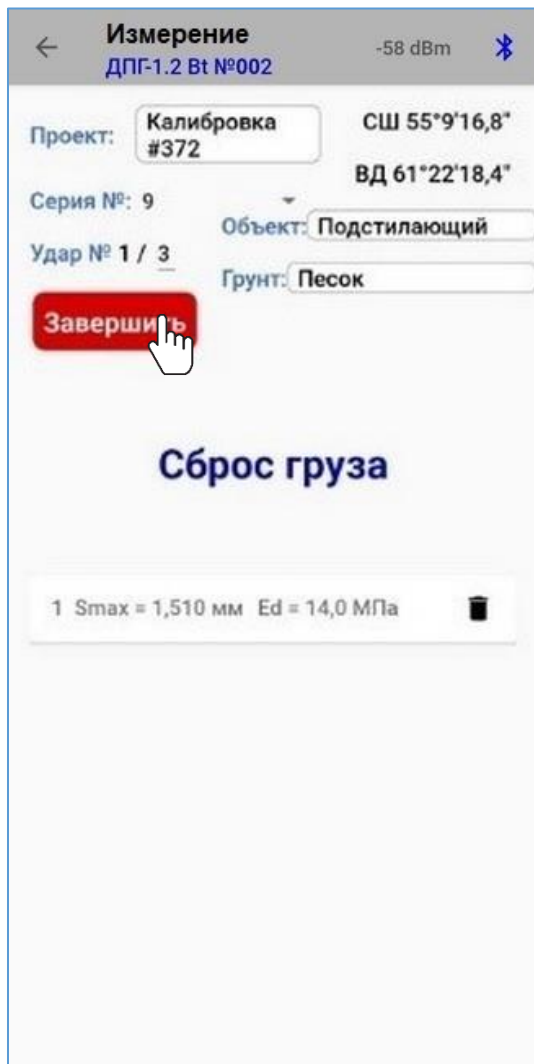 Измерение
ДПГ-1.2 Bt №002
-58 dBm
Проект:
Калибровка
#372
СШ 55°9'16,8"
ВД 61°22'18,4"
Серия №: 9
Объект: Подстилающий
Удар № 1 / 3
Грунт: Песок
Завершить
Сброс груза
1 Smax = 1,510 мм Ed = 14,0 МПа